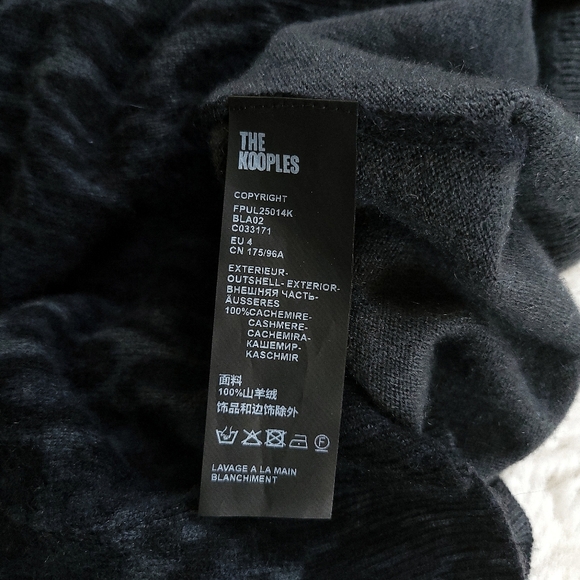 THE
KOOPLES
COPYRIGHT
FPUL25014K
BLA02
C033171
EU 4
CN 175/96A
EXTERIEUR-
OUTSHELL- EXTERIOR-
ВНЕШНЯЯ ЧАСТЬ-
ÄUSSERES
100%CACHEMIRE-
CASHMERE-
CACHEMIRA-
КАШЕМИР-
KASCHMIR
面料
100%山羊绒
饰品和边饰除外
F
LAVAGE A LA MAIN
BLANCHIMENT